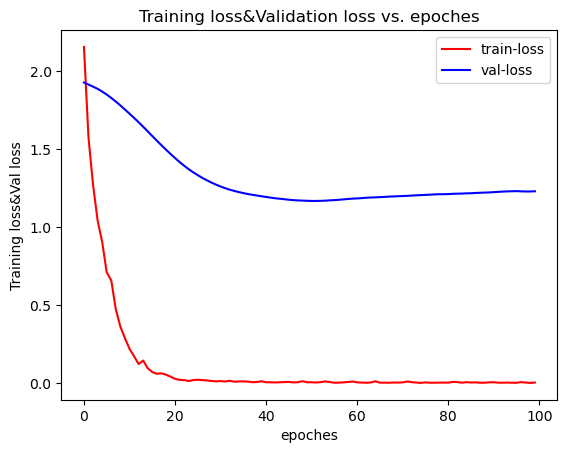 Training loss&Validation loss vs. epoches
train-loss
val-loss
Training loss&Val loss
2.0
1.5
1.0
0.5
0.0
0 20 40 60 80 100
epoches